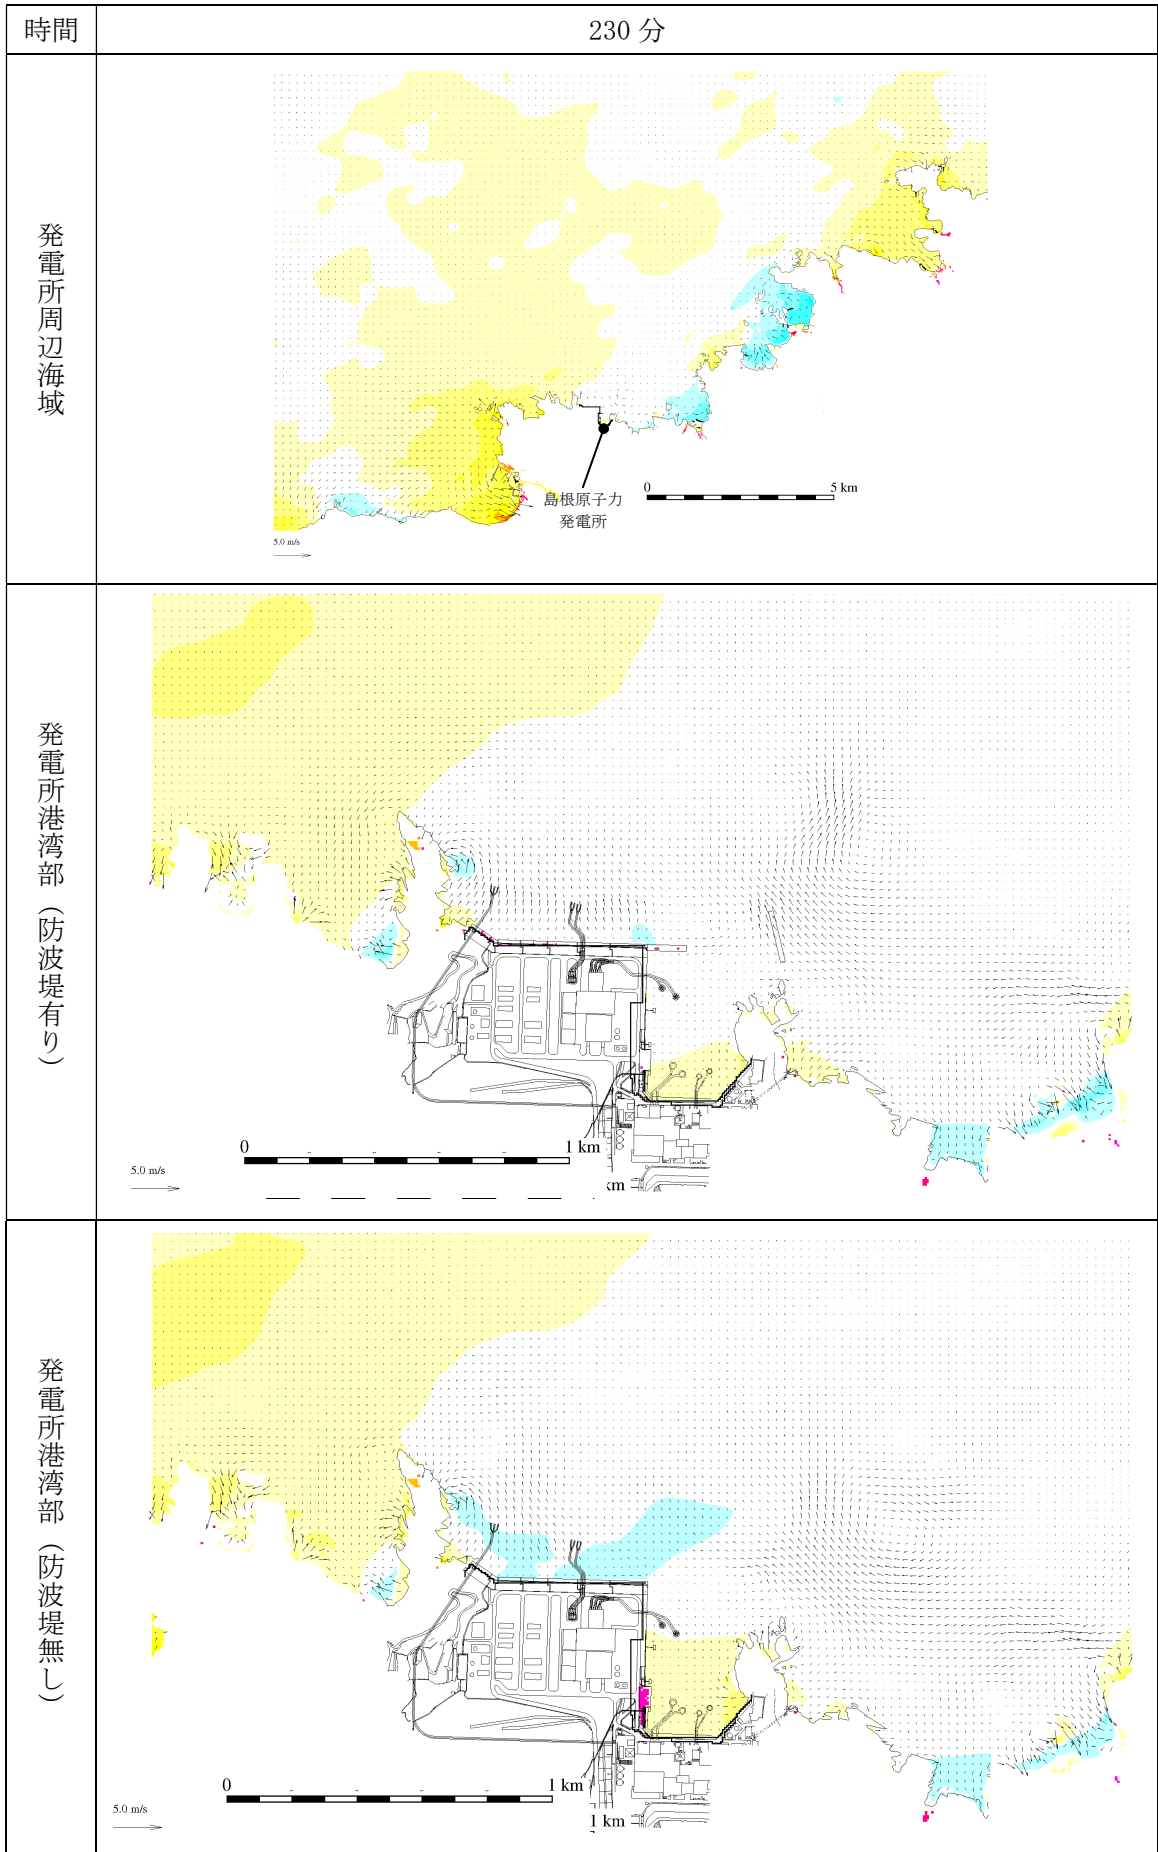 時間
230 分
発電所周辺海域
島根原子力
発電所
0
5 km
5.0 m/s
発電所港湾部（防波堤有り）
0
1 km
5.0 m/s
km
発電所港湾部（防波堤無し）
0
1 km
5.0 m/s
1 km